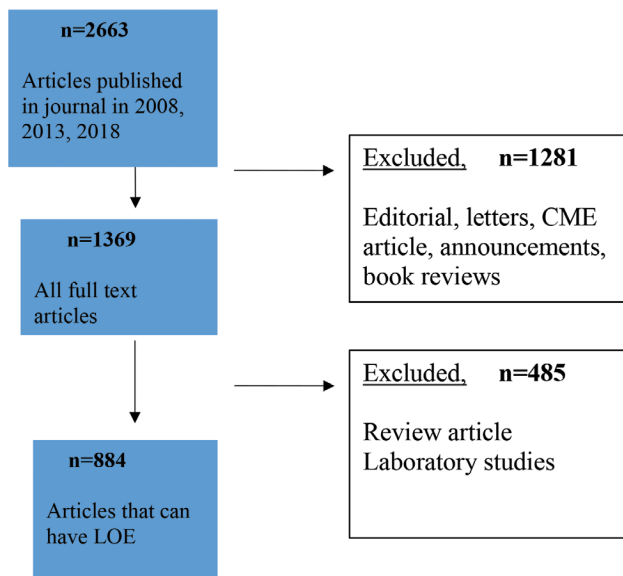 n=2663
Articles published
in journal in 2008,
2013, 2018
Excluded, n=1281
Editorial, letters, CME
article, announcements,
book reviews
n=1369
All full text
articles
Excluded, n=485
Review article
Laboratory studies
n=884
Articles that can
have LOE